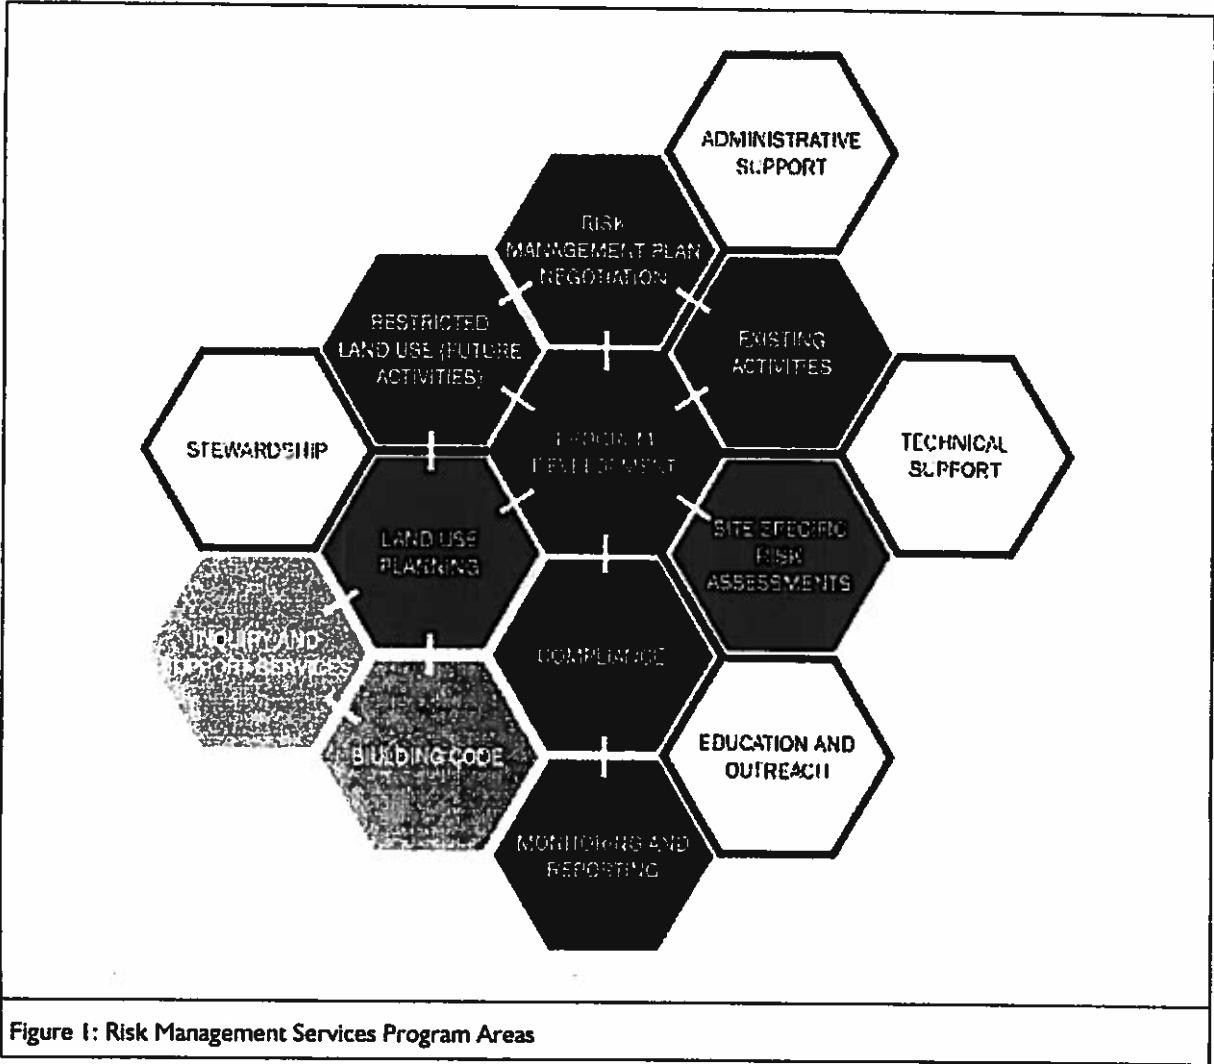 ADMINISTRATIVE
SUPPORT
RISK
MANAGEMENT PLAN
NEGOTIATION
RESTRICTED
LAND USE (FUTURE
ACTIVITIES)
EXISTING
ACTIVITIES
STEWARDSHIP
DEVELOPMENT
TECHNICAL
SUPPORT
LAND USE
PLANNING
SITE SPECIFIC
RISK
ASSESSMENTS
INQUIRY AND
SERVICES
COMPLIANCE
BUILDING CODE
EDUCATION AND
OUTREACH
MONITORING AND
REPORTING
Figure 1: Risk Management Services Program Areas